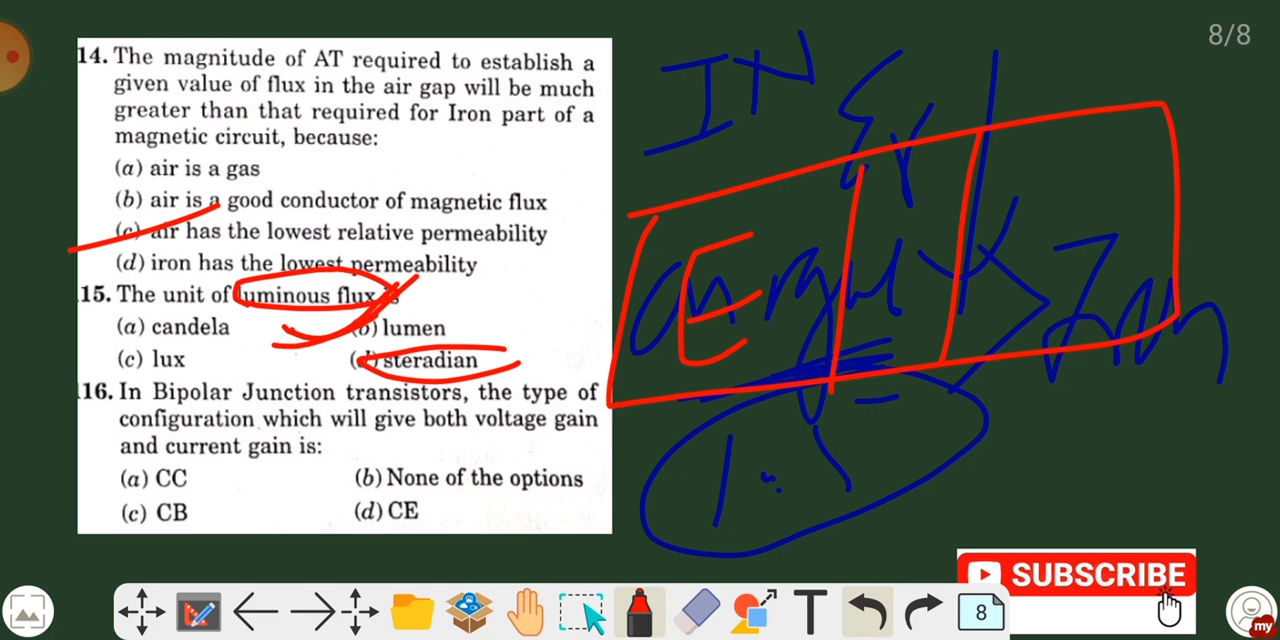 8/8
14. The magnitude of AT required to establish a
given value of flux in the air gap will be much
greater than that required for Iron part of a
magnetic circuit, because:
(a) air is a gas
(b) air is a good conductor of magnetic flux
(c) air has the lowest relative permeability
(d) iron has the lowest permeability
15. The unit of luminous flux is
(a) candela (b) lumen
(c) lux (d) steradian
16. In Bipolar Junction transistors, the type of
configuration which will give both voltage gain
and current gain is:
(a) CC (b) None of the options
(c) CB (d) CE
IN
E
SUBSCRIBE
T
8
my